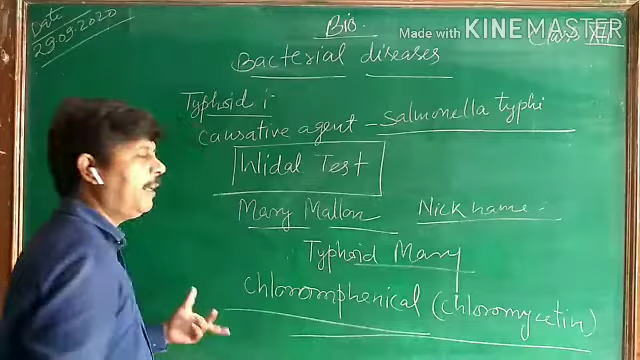 Date
29.09.2020
Bio.
Made with KINEMASTER
Class XII
Bacterial diseases
Typhoid :-
Causative agent - Salmonella typhi
Widal Test
Mary Mallon Nick name -
Typhoid Mary
Chloromphenical (Chloromycetin)